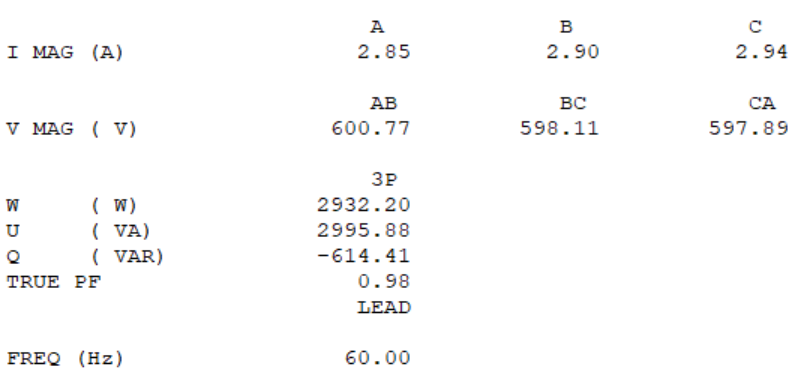 A B C
I MAG (A) 2.85 2.90 2.94
AB BC CA
V MAG ( V) 600.77 598.11 597.89
3P
W ( W) 2932.20
U ( VA) 2995.88
Q ( VAR) -614.41
TRUE PF 0.98
LEAD
FREQ (Hz) 60.00